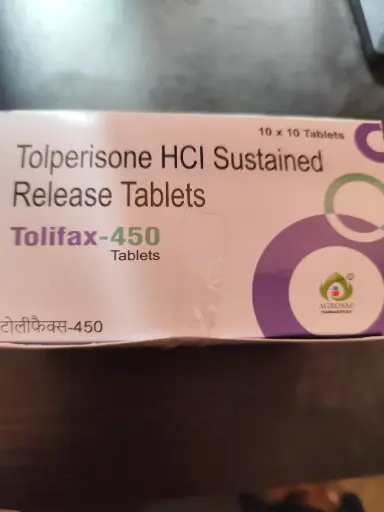 10 x 10 Tablets
Tolperisone HCl Sustained
Release Tablets
Tolifax-450
Tablets
टोलीफैक्स-450